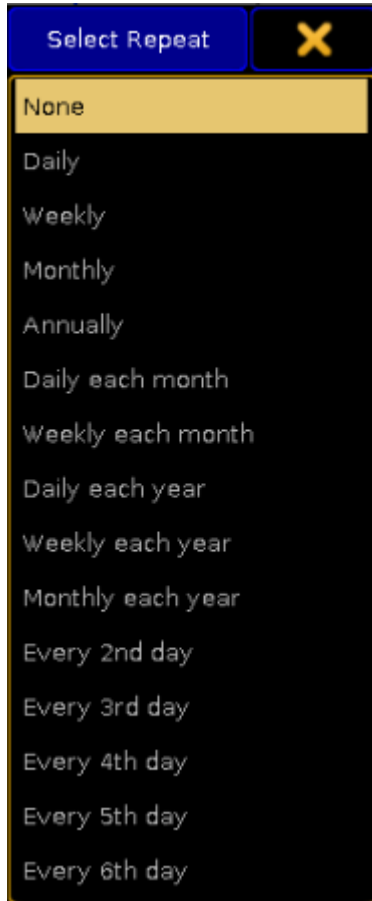 Select Repeat
None
Daily
Weekly
Monthly
Annually
Daily each month
Weekly each month
Daily each year
Weekly each year
Monthly each year
Every 2nd day
Every 3rd day
Every 4th day
Every 5th day
Every 6th day